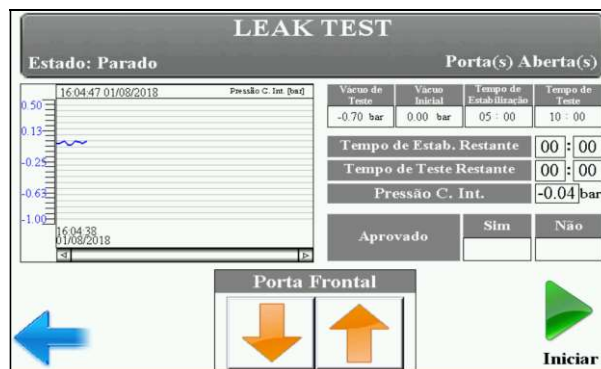 LEAK TEST
Estado: Parado
Porta(s) Aberta(s)
16:04:47 01/08/2018
Pressão C. Int. [bar]
0.50
0.13
-0.25
-0.63
-1.00
16:04:38
01/08/2018
Vácuo de Teste
Vácuo Inicial
Tempo de Estabilização
Tempo de Teste
-0.70 bar
0.00 bar
05 : 00
10 : 00
Tempo de Estab. Restante
00 : 00
Tempo de Teste Restante
00 : 00
Pressão C. Int.
-0.04 bar
Aprovado
Sim
Não
Porta Frontal
Iniciar